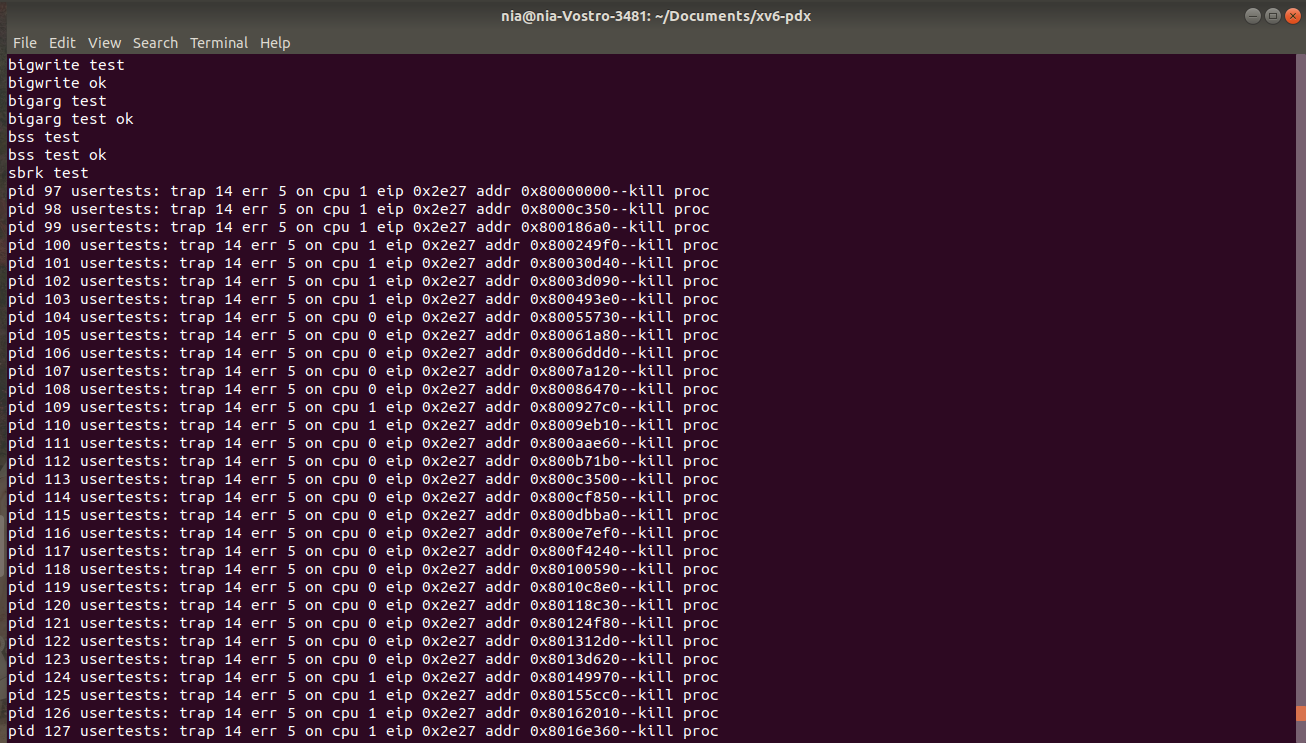 nia@nia-Vostro-3481: ~/Documents/xv6-pdx
File Edit View Search Terminal Help
bigwrite test
bigwrite ok
bigarg test
bigarg test ok
bss test
bss test ok
sbrk test
pid 97 usertests: trap 14 err 5 on cpu 1 eip 0x2e27 addr 0x80000000--kill proc
pid 98 usertests: trap 14 err 5 on cpu 1 eip 0x2e27 addr 0x8000c350--kill proc
pid 99 usertests: trap 14 err 5 on cpu 1 eip 0x2e27 addr 0x800186a0--kill proc
pid 100 usertests: trap 14 err 5 on cpu 1 eip 0x2e27 addr 0x800249f0--kill proc
pid 101 usertests: trap 14 err 5 on cpu 1 eip 0x2e27 addr 0x80030d40--kill proc
pid 102 usertests: trap 14 err 5 on cpu 1 eip 0x2e27 addr 0x8003d090--kill proc
pid 103 usertests: trap 14 err 5 on cpu 1 eip 0x2e27 addr 0x800493e0--kill proc
pid 104 usertests: trap 14 err 5 on cpu 0 eip 0x2e27 addr 0x80055730--kill proc
pid 105 usertests: trap 14 err 5 on cpu 0 eip 0x2e27 addr 0x80061a80--kill proc
pid 106 usertests: trap 14 err 5 on cpu 0 eip 0x2e27 addr 0x8006ddd0--kill proc
pid 107 usertests: trap 14 err 5 on cpu 0 eip 0x2e27 addr 0x8007a120--kill proc
pid 108 usertests: trap 14 err 5 on cpu 0 eip 0x2e27 addr 0x80086470--kill proc
pid 109 usertests: trap 14 err 5 on cpu 1 eip 0x2e27 addr 0x800927c0--kill proc
pid 110 usertests: trap 14 err 5 on cpu 1 eip 0x2e27 addr 0x8009eb10--kill proc
pid 111 usertests: trap 14 err 5 on cpu 0 eip 0x2e27 addr 0x800aae60--kill proc
pid 112 usertests: trap 14 err 5 on cpu 0 eip 0x2e27 addr 0x800b71b0--kill proc
pid 113 usertests: trap 14 err 5 on cpu 0 eip 0x2e27 addr 0x800c3500--kill proc
pid 114 usertests: trap 14 err 5 on cpu 0 eip 0x2e27 addr 0x800cf850--kill proc
pid 115 usertests: trap 14 err 5 on cpu 0 eip 0x2e27 addr 0x800dbba0--kill proc
pid 116 usertests: trap 14 err 5 on cpu 0 eip 0x2e27 addr 0x800e7ef0--kill proc
pid 117 usertests: trap 14 err 5 on cpu 0 eip 0x2e27 addr 0x800f4240--kill proc
pid 118 usertests: trap 14 err 5 on cpu 0 eip 0x2e27 addr 0x80100590--kill proc
pid 119 usertests: trap 14 err 5 on cpu 0 eip 0x2e27 addr 0x8010c8e0--kill proc
pid 120 usertests: trap 14 err 5 on cpu 0 eip 0x2e27 addr 0x80118c30--kill proc
pid 121 usertests: trap 14 err 5 on cpu 0 eip 0x2e27 addr 0x80124f80--kill proc
pid 122 usertests: trap 14 err 5 on cpu 0 eip 0x2e27 addr 0x801312d0--kill proc
pid 123 usertests: trap 14 err 5 on cpu 0 eip 0x2e27 addr 0x8013d620--kill proc
pid 124 usertests: trap 14 err 5 on cpu 1 eip 0x2e27 addr 0x80149970--kill proc
pid 125 usertests: trap 14 err 5 on cpu 1 eip 0x2e27 addr 0x80155cc0--kill proc
pid 126 usertests: trap 14 err 5 on cpu 1 eip 0x2e27 addr 0x80162010--kill proc
pid 127 usertests: trap 14 err 5 on cpu 1 eip 0x2e27 addr 0x8016e360--kill proc